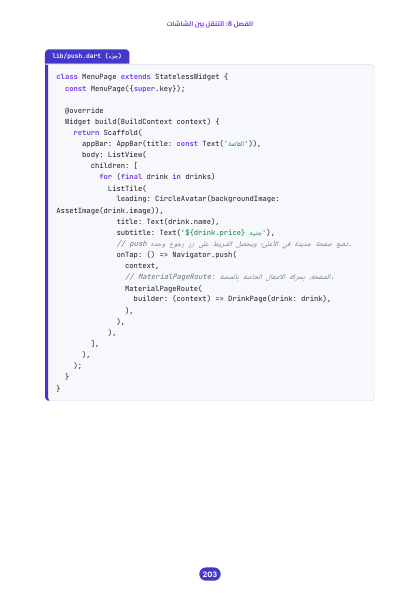 الفصل 8: التنقل بين الشاشات
lib/push.dart (جزء)
class MenuPage extends StatelessWidget {
const MenuPage({super.key});
@override
Widget build(BuildContext context) {
return Scaffold(
appBar: AppBar(title: const Text('القائمة')),
body: ListView(
children: [
for (final drink in drinks)
ListTile(
leading: CircleAvatar(backgroundImage:
AssetImage(drink.image)),
title: Text(drink.name),
subtitle: Text('${drink.price} جنيه'),
// push تضع صفحة جديدة في الأعلى، ويحصل الشريط على زر رجوع وحده.
onTap: () => Navigator.push(
context,
// MaterialPageRoute: الصفحة، بحركة الانتقال الخاصة بالمنصة.
MaterialPageRoute(
builder: (context) => DrinkPage(drink: drink),
),
),
),
],
),
);
}
}
203